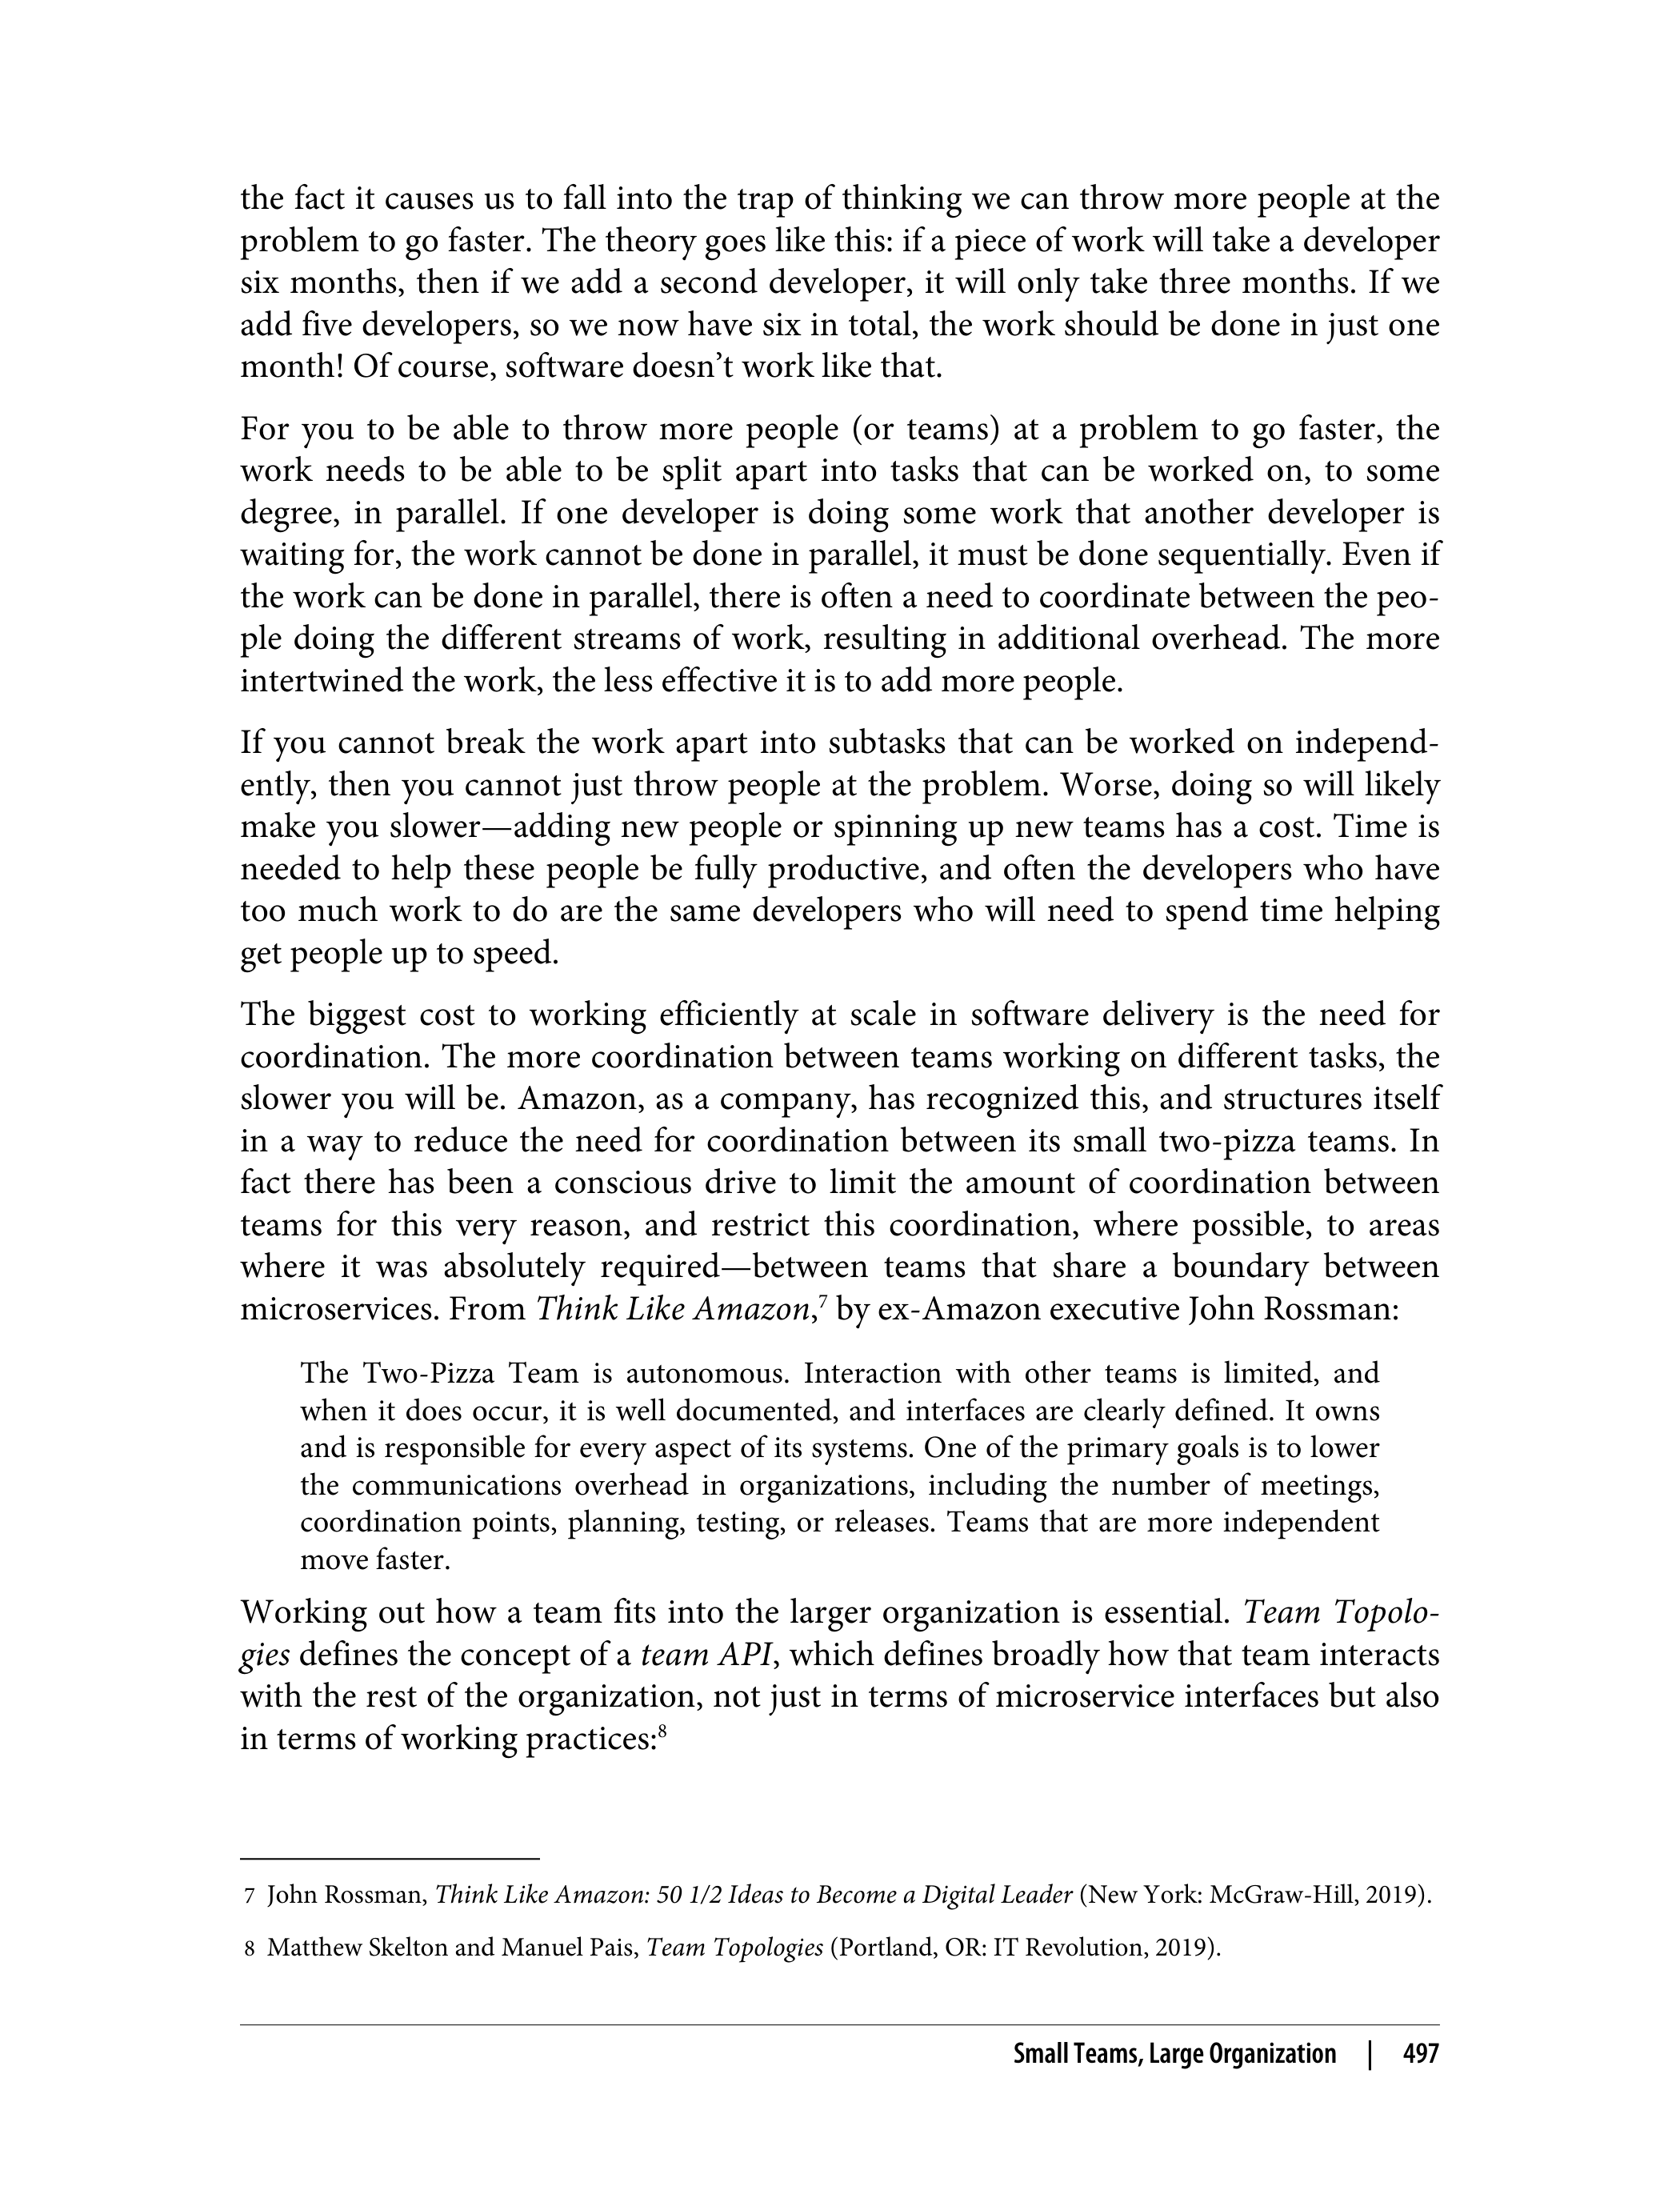 the fact it causes us to fall into the trap of thinking we can throw more people at the
problem to go faster. The theory goes like this: if a piece of work will take a developer
six months, then if we add a second developer, it will only take three months. If we
add five developers, so we now have six in total, the work should be done in just one
month! Of course, software doesn’t work like that.
For you to be able to throw more people (or teams) at a problem to go faster, the
work needs to be able to be split apart into tasks that can be worked on, to some
degree, in parallel. If one developer is doing some work that another developer is
waiting for, the work cannot be done in parallel, it must be done sequentially. Even if
the work can be done in parallel, there is often a need to coordinate between the peo-
ple doing the different streams of work, resulting in additional overhead. The more
intertwined the work, the less effective it is to add more people.
If you cannot break the work apart into subtasks that can be worked on independ-
ently, then you cannot just throw people at the problem. Worse, doing so will likely
make you slower—adding new people or spinning up new teams has a cost. Time is
needed to help these people be fully productive, and often the developers who have
too much work to do are the same developers who will need to spend time helping
get people up to speed.
The biggest cost to working efficiently at scale in software delivery is the need for
coordination. The more coordination between teams working on different tasks, the
slower you will be. Amazon, as a company, has recognized this, and structures itself
in a way to reduce the need for coordination between its small two-pizza teams. In
fact there has been a conscious drive to limit the amount of coordination between
teams for this very reason, and restrict this coordination, where possible, to areas
where it was absolutely required—between teams that share a boundary between
microservices. From Think Like Amazon,7 by ex-Amazon executive John Rossman:
The Two-Pizza Team is autonomous. Interaction with other teams is limited, and
when it does occur, it is well documented, and interfaces are clearly defined. It owns
and is responsible for every aspect of its systems. One of the primary goals is to lower
the communications overhead in organizations, including the number of meetings,
coordination points, planning, testing, or releases. Teams that are more independent
move faster.
Working out how a team fits into the larger organization is essential. Team Topolo-
gies defines the concept of a team API, which defines broadly how that team interacts
with the rest of the organization, not just in terms of microservice interfaces but also
in terms of working practices:8
7 John Rossman, Think Like Amazon: 50 1/2 Ideas to Become a Digital Leader (New York: McGraw-Hill, 2019).
8 Matthew Skelton and Manuel Pais, Team Topologies (Portland, OR: IT Revolution, 2019).
Small Teams, Large Organization | 497